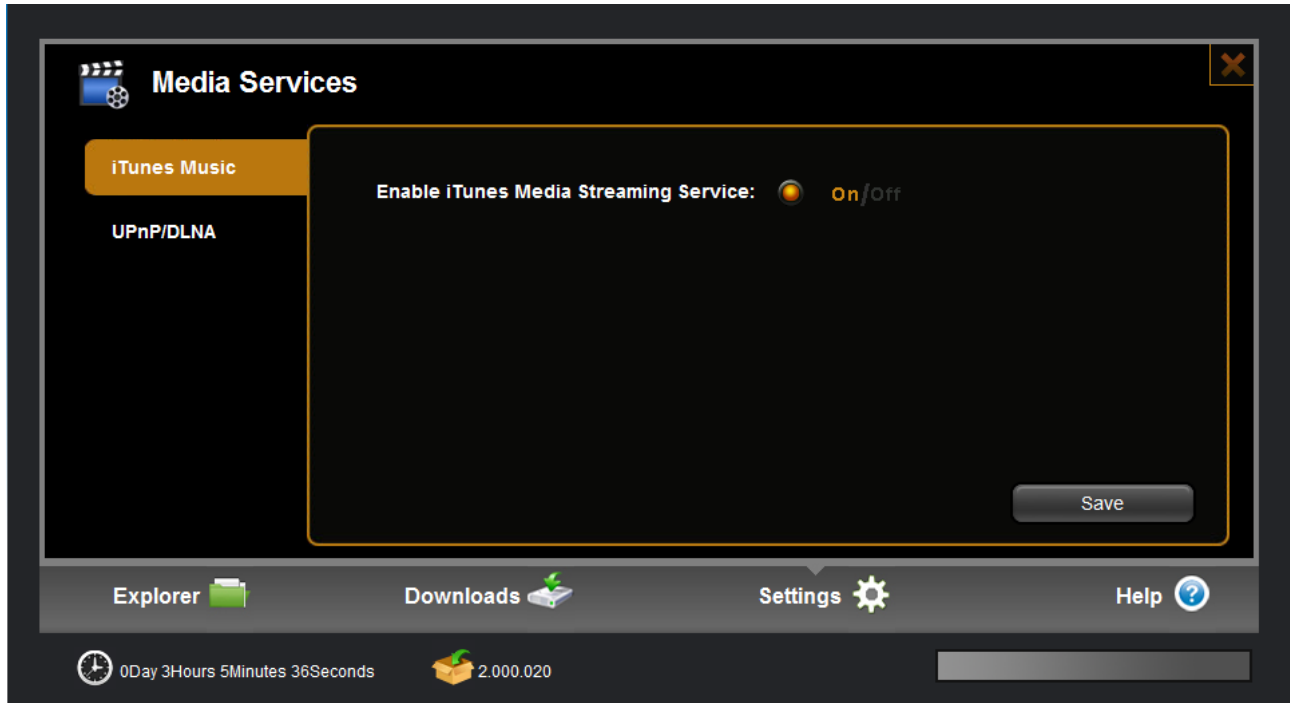 Media Services
iTunes Music
Enable iTunes Media Streaming Service: On/Off
UPnP/DLNA
Save
Explorer Downloads Settings Help
0Day 3Hours 5Minutes 36Seconds 2.000.020